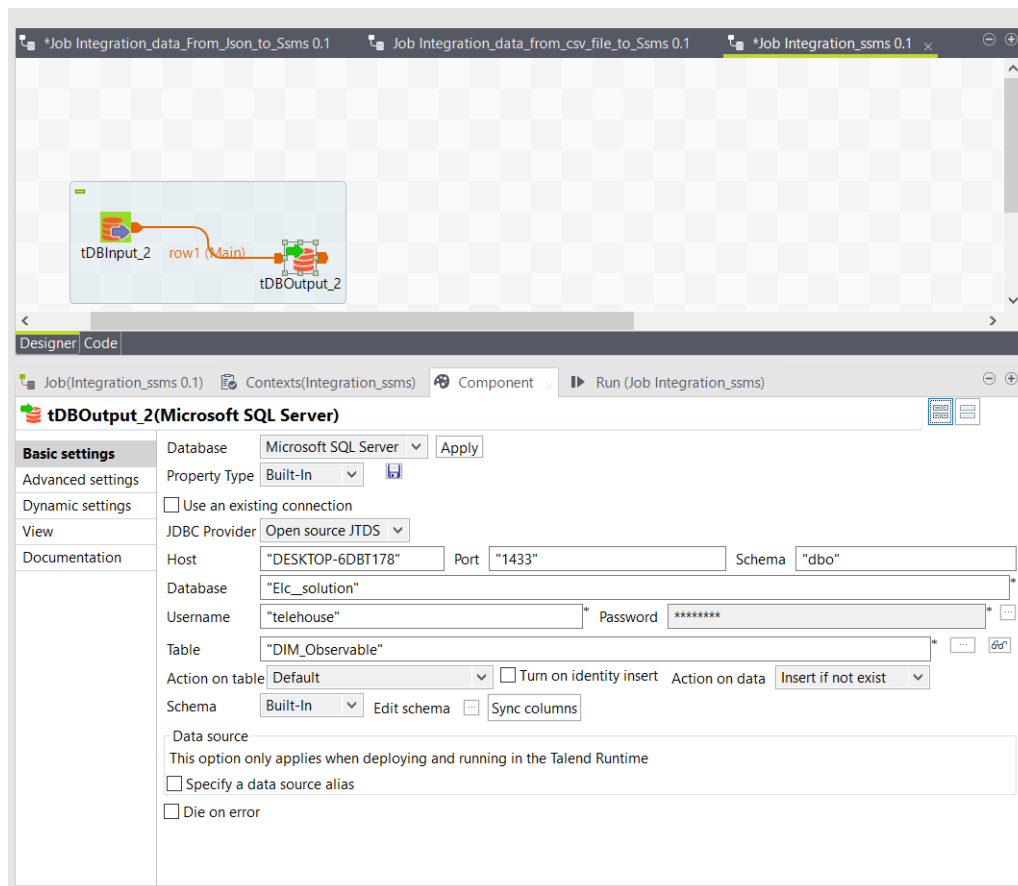 *Job Integration_data_From_Json_to_Ssms 0.1 Job Integration_data_from_csv_file_to_Ssms 0.1 *Job Integration_ssms 0.1
tDBInput_2 row1 (Main)
tDBOutput_2
Designer Code
Job(Integration_ssms 0.1) Contexts(Integration_ssms) Component Run (Job Integration_ssms)
tDBOutput_2(Microsoft SQL Server)
Basic settings
Advanced settings
Dynamic settings
View
Documentation
Database Microsoft SQL Server Apply
Property Type Built-In
Use an existing connection
JDBC Provider Open source JTDS
Host "DESKTOP-6DBT178" Port "1433" Schema "dbo"
Database "Elc__solution" *
Username "telehouse" * Password ******** * ...
Table "DIM_Observable" * ...
Action on table Default Turn on identity insert Action on data Insert if not exist
Schema Built-In Edit schema ... Sync columns
Data source
This option only applies when deploying and running in the Talend Runtime
Specify a data source alias
Die on error